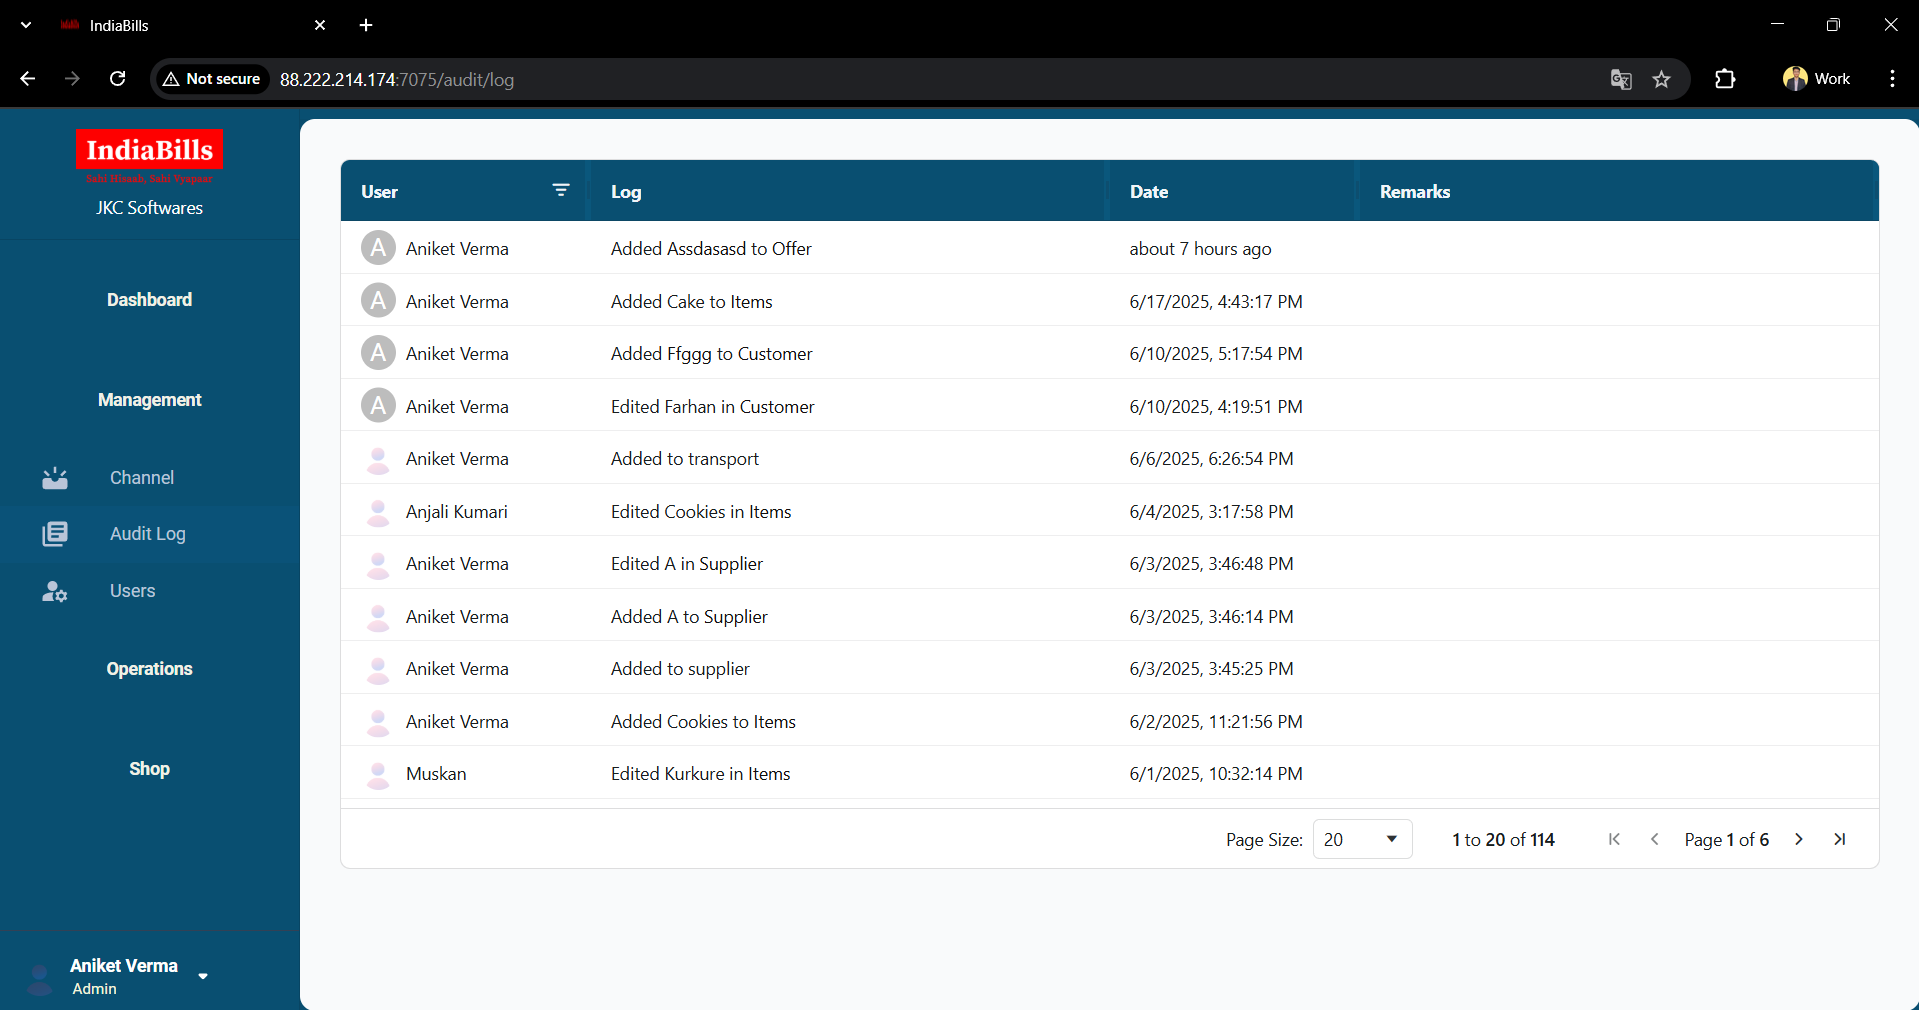 IndiaBills
Not secure
88.222.214.174:7075/audit/log
Work
IndiaBills
Sahi Hisaab, Sahi Vyapaar
JKC Softwares
Dashboard
Management
Channel
Audit Log
Users
Operations
Shop
Aniket Verma
Admin
User Log Date Remarks
A Aniket Verma Added Assdasasd to Offer about 7 hours ago
A Aniket Verma Added Cake to Items 6/17/2025, 4:43:17 PM
A Aniket Verma Added Ffggg to Customer 6/10/2025, 5:17:54 PM
A Aniket Verma Edited Farhan in Customer 6/10/2025, 4:19:51 PM
Aniket Verma Added to transport 6/6/2025, 6:26:54 PM
Anjali Kumari Edited Cookies in Items 6/4/2025, 3:17:58 PM
Aniket Verma Edited A in Supplier 6/3/2025, 3:46:48 PM
Aniket Verma Added A to Supplier 6/3/2025, 3:46:14 PM
Aniket Verma Added to supplier 6/3/2025, 3:45:25 PM
Aniket Verma Added Cookies to Items 6/2/2025, 11:21:56 PM
Muskan Edited Kurkure in Items 6/1/2025, 10:32:14 PM
Page Size: 20 1 to 20 of 114 Page 1 of 6